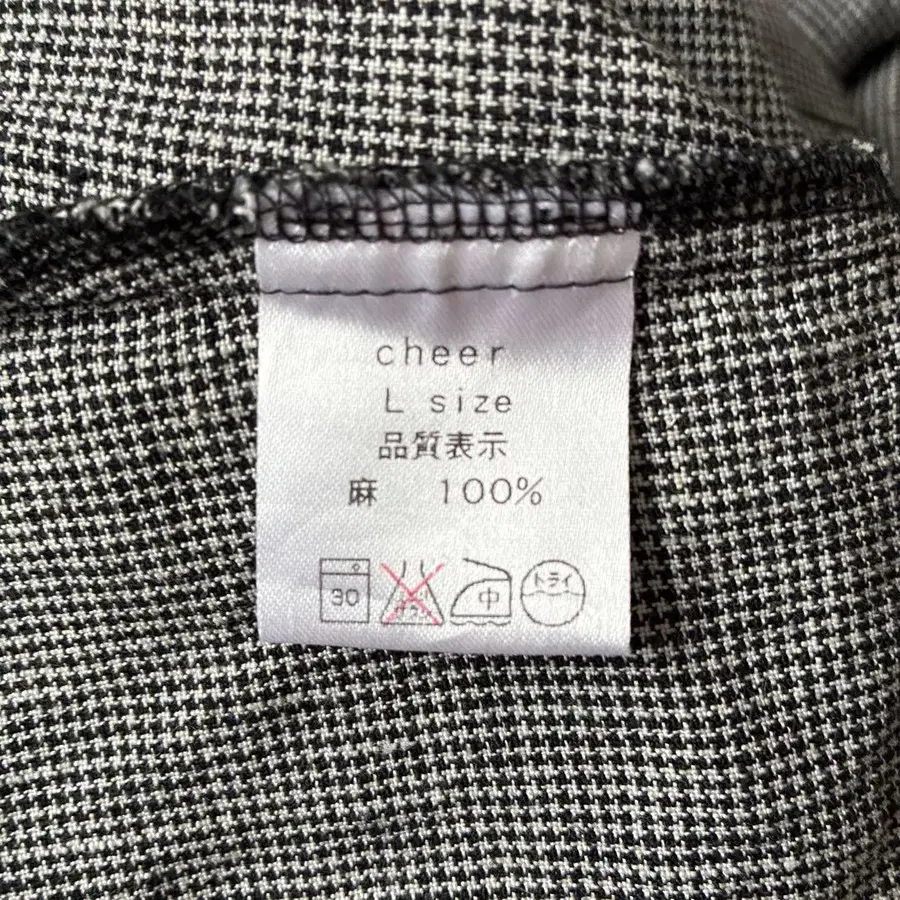 cheer
L size
品質表示
麻 100%
30 中 ドライ